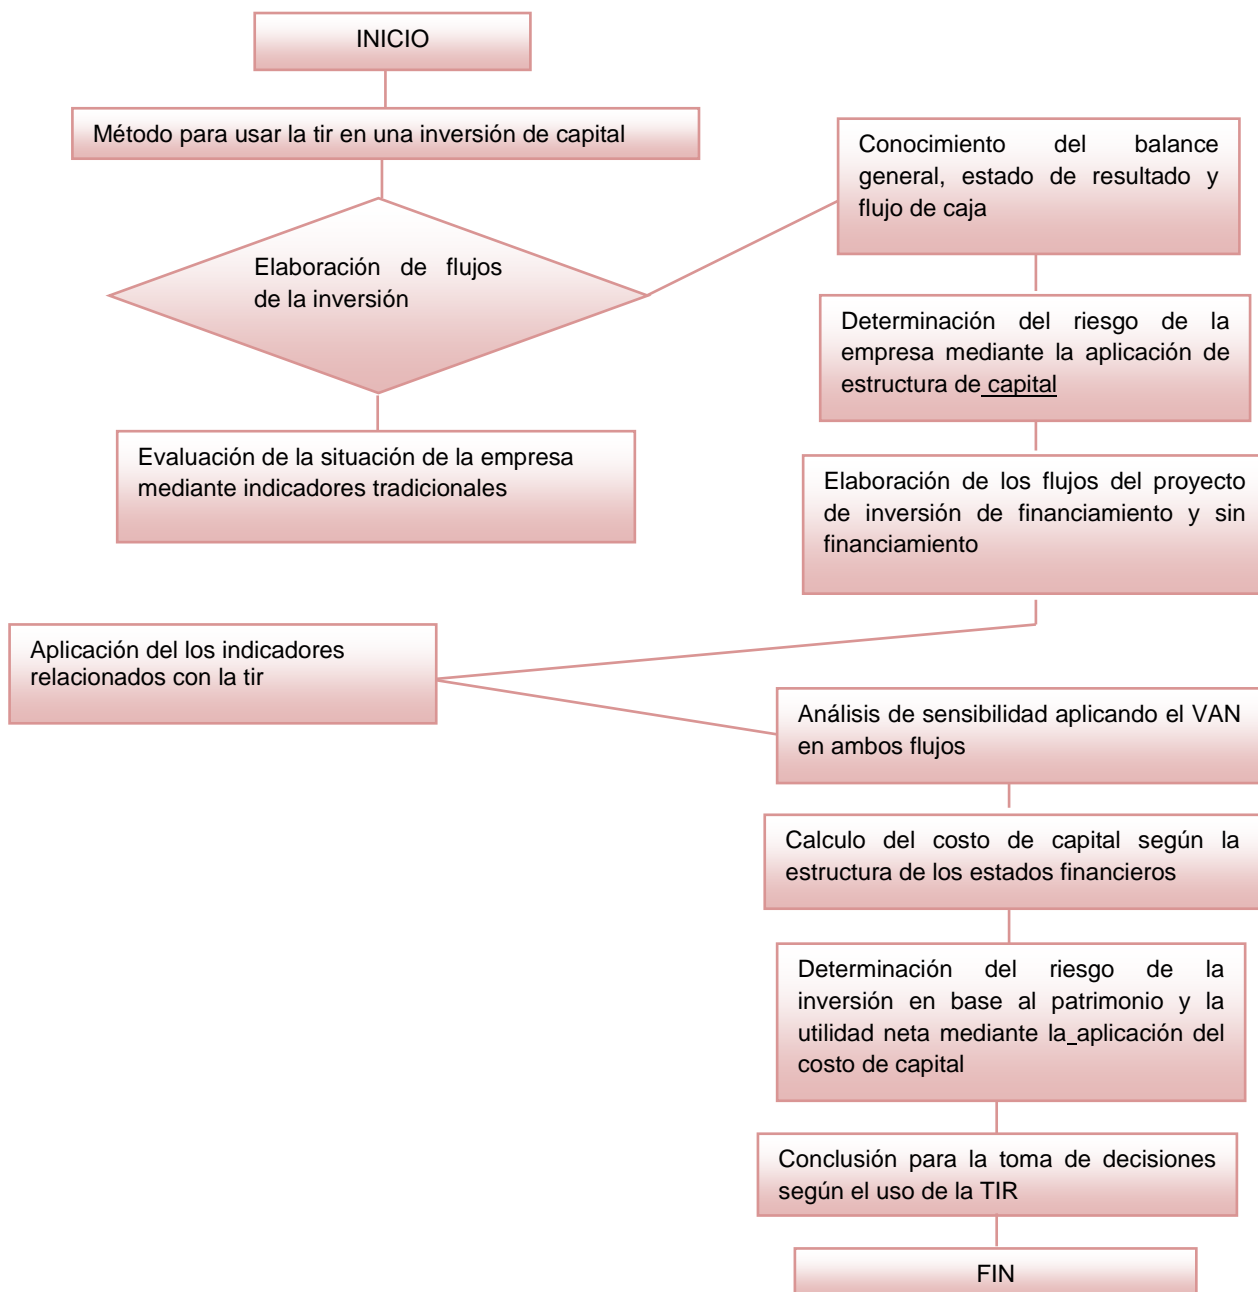 INICIO
Método para usar la tir en una inversión de capital
Conocimiento del balance
general, estado de resultado y
flujo de caja
Elaboración de flujos
de la inversión
Determinación del riesgo de la
empresa mediante la aplicación de
estructura de capital
Evaluación de la situación de la empresa
mediante indicadores tradicionales
Elaboración de los flujos del proyecto
de inversión de financiamiento y sin
financiamiento
Aplicación del los indicadores
relacionados con la tir
Análisis de sensibilidad aplicando el VAN
en ambos flujos
Calculo del costo de capital según la
estructura de los estados financieros
Determinación del riesgo de la
inversión en base al patrimonio y la
utilidad neta mediante la aplicación del
costo de capital
Conclusión para la toma de decisiones
según el uso de la TIR
FIN